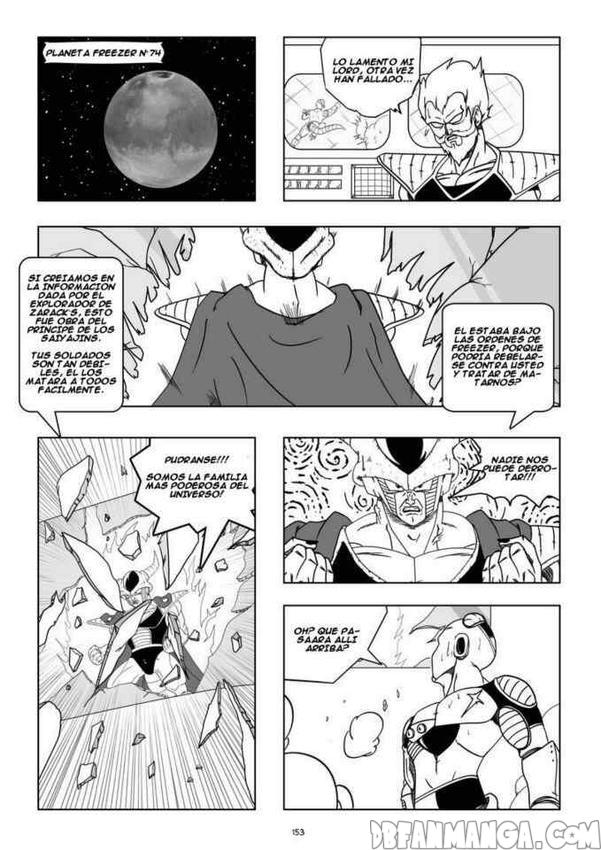 PLANETA FREEZER Nº74
LO LAMENTO MI
LORD, OTRA VEZ
HAN FALLADO...
SI CREIAMOS EN
LA INFORMACION
DADA POR EL
EXPLORADOR DE
ZARACK'S, ESTO
FUE OBRA DEL
PRINCIPE DE LOS
SAIYAJINS.
TUS SOLDADOS
SON TAN DEBI-
LES, EL LOS
MATARA A TODOS
FACILMENTE.
EL ESTABA BAJO
LAS ORDENES DE
FREEZER, PORQUE
PODRIA REBELAR-
SE CONTRA USTED
Y TRATAR DE MA-
TARNOS?
PUDRANSE!!!
SOMOS LA FAMILIA
MAS PODEROSA DEL
UNIVERSO!
NADIE NOS
PUEDE DERRO-
TAR!!!
OH? QUE PA-
SAARA ALLI
ARRIBA?
153
DBFANMANGA.COM